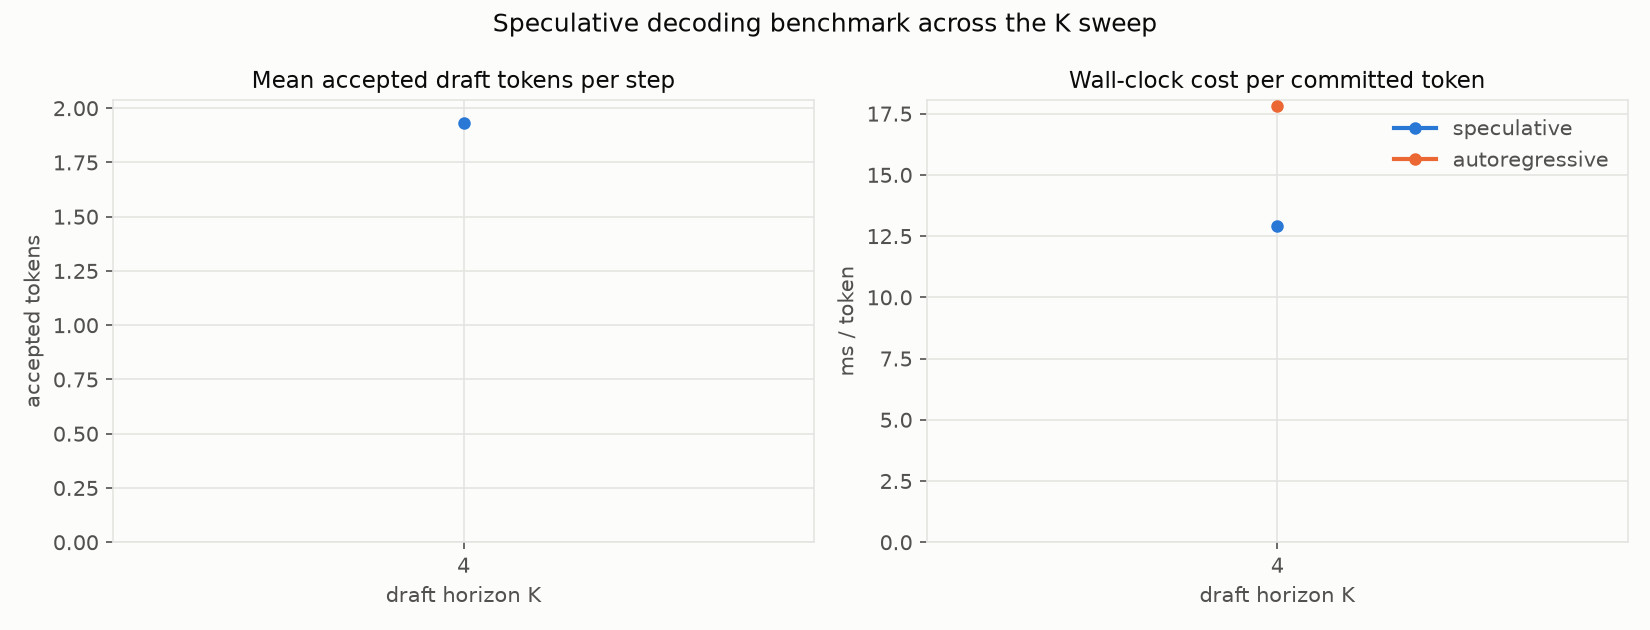 Speculative decoding benchmark across the K sweep
Mean accepted draft tokens per step
accepted tokens
2.00
1.75
1.50
1.25
1.00
0.75
0.50
0.25
0.00
4
draft horizon K
Wall-clock cost per committed token
ms / token
17.5
15.0
12.5
10.0
7.5
5.0
2.5
0.0
speculative
autoregressive
4
draft horizon K